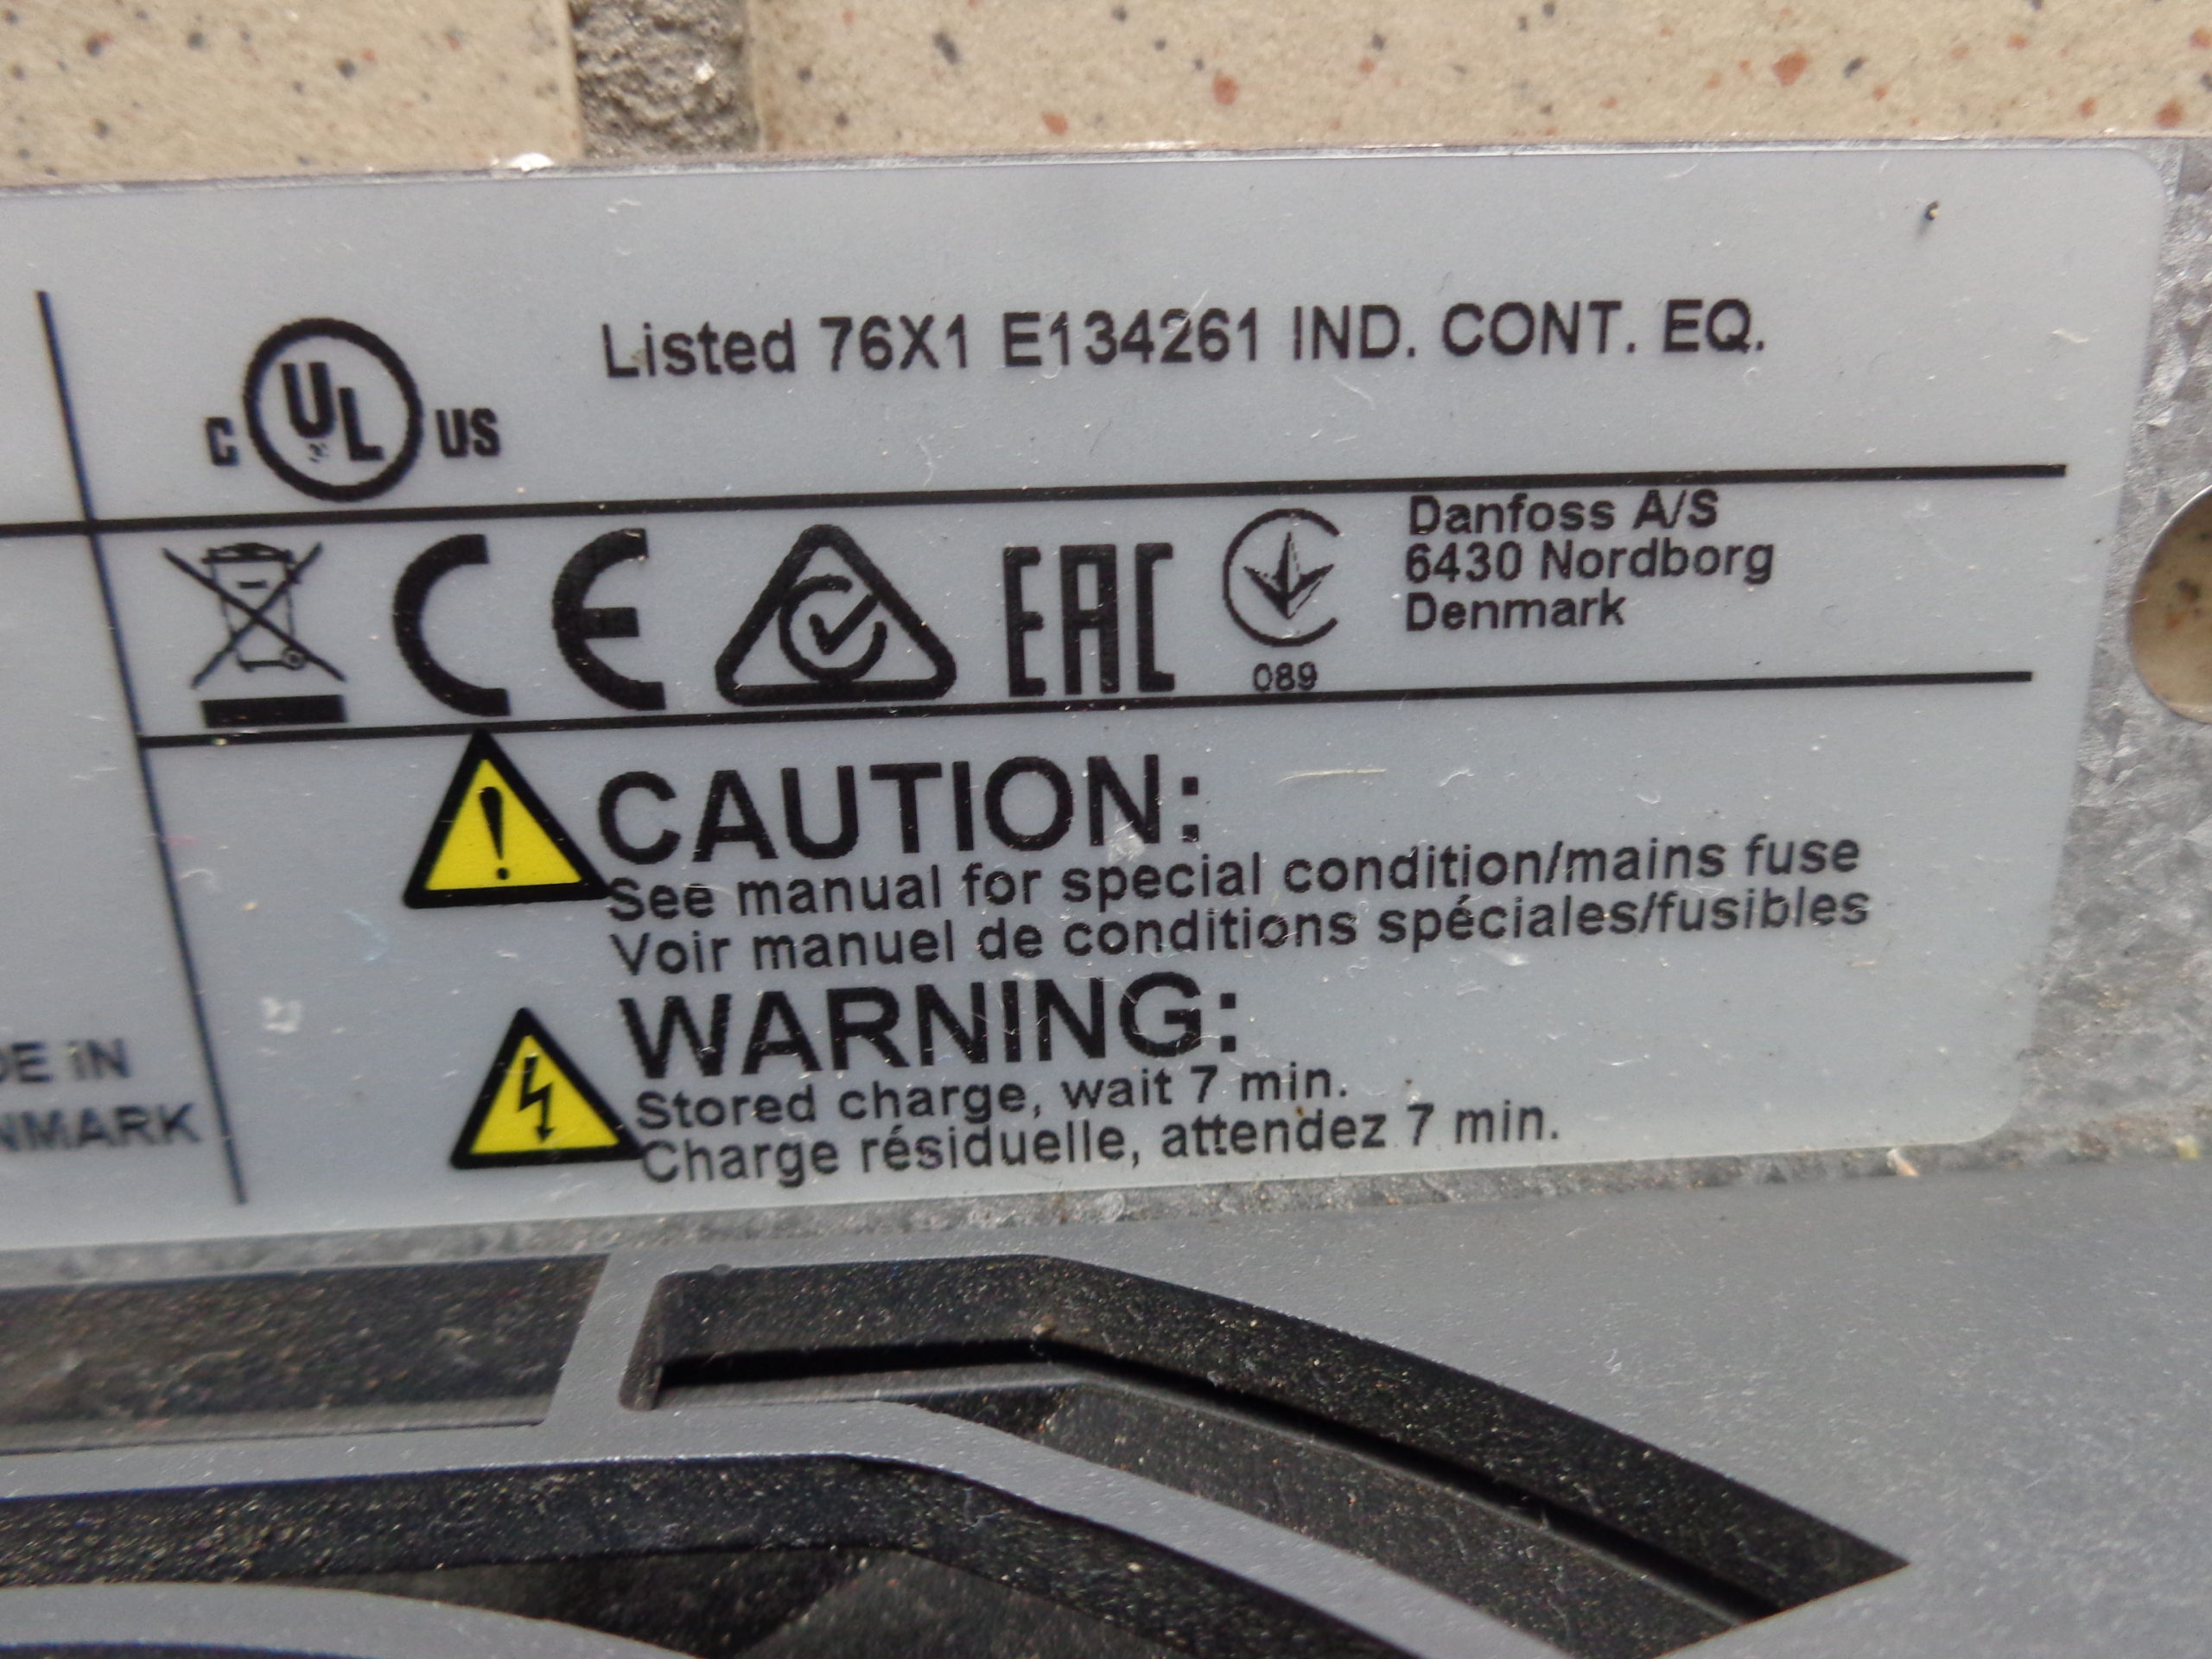 C UL US
Listed 76X1 E134261 IND. CONT. EQ.
CE
EAC
089
Danfoss A/S
6430 Nordborg
Denmark
CAUTION:
See manual for special condition/mains fuse
Voir manuel de conditions spéciales/fusibles
WARNING:
Stored charge, wait 7 min.
Charge résiduelle, attendez 7 min.
DE IN
NMARK